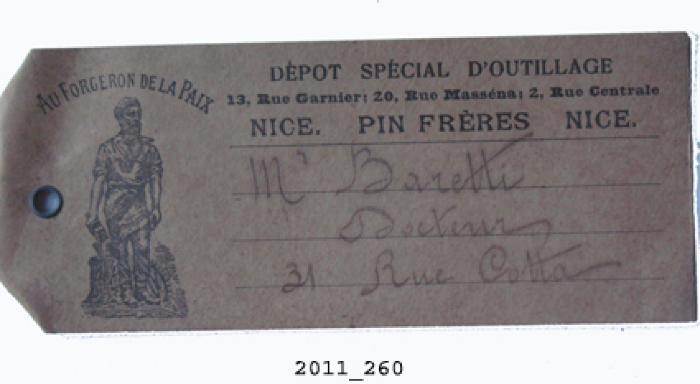 AU FORGERON DE LA PAIX
DÈPOT SPÉCIAL D'OUTILLAGE
13, Rue Garnier; 20, Rue Masséna; 2, Rue Centrale
NICE. PIN FRÈRES NICE.
Mr Baretti
Docteur
31 Rue Cotta
2011_260